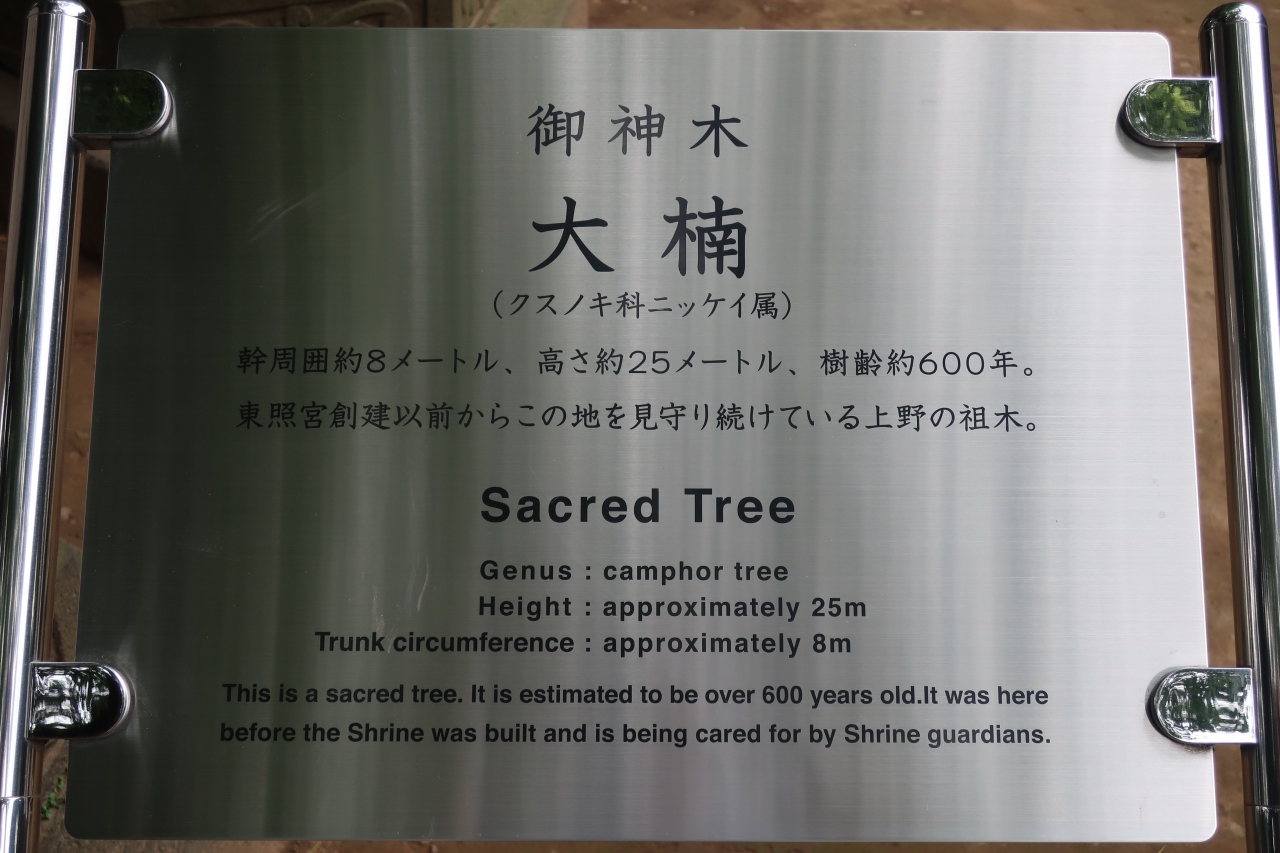 御神木
大楠
（クスノキ科ニッケイ属）
幹周囲約8メートル、高さ約25メートル、樹齢約600年。
東照宮創建以前からこの地を見守り続けている上野の祖木。
Sacred Tree
Genus : camphor tree
Height : approximately 25m
Trunk circumference : approximately 8m
This is a sacred tree. It is estimated to be over 600 years old.It was here
before the Shrine was built and is being cared for by Shrine guardians.